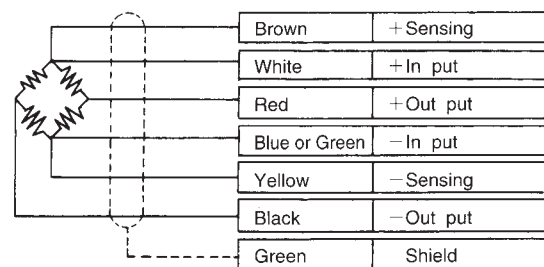 Brown +Sensing
White +In put
Red +Out put
Blue or Green −In put
Yellow −Sensing
Black −Out put
Green Shield